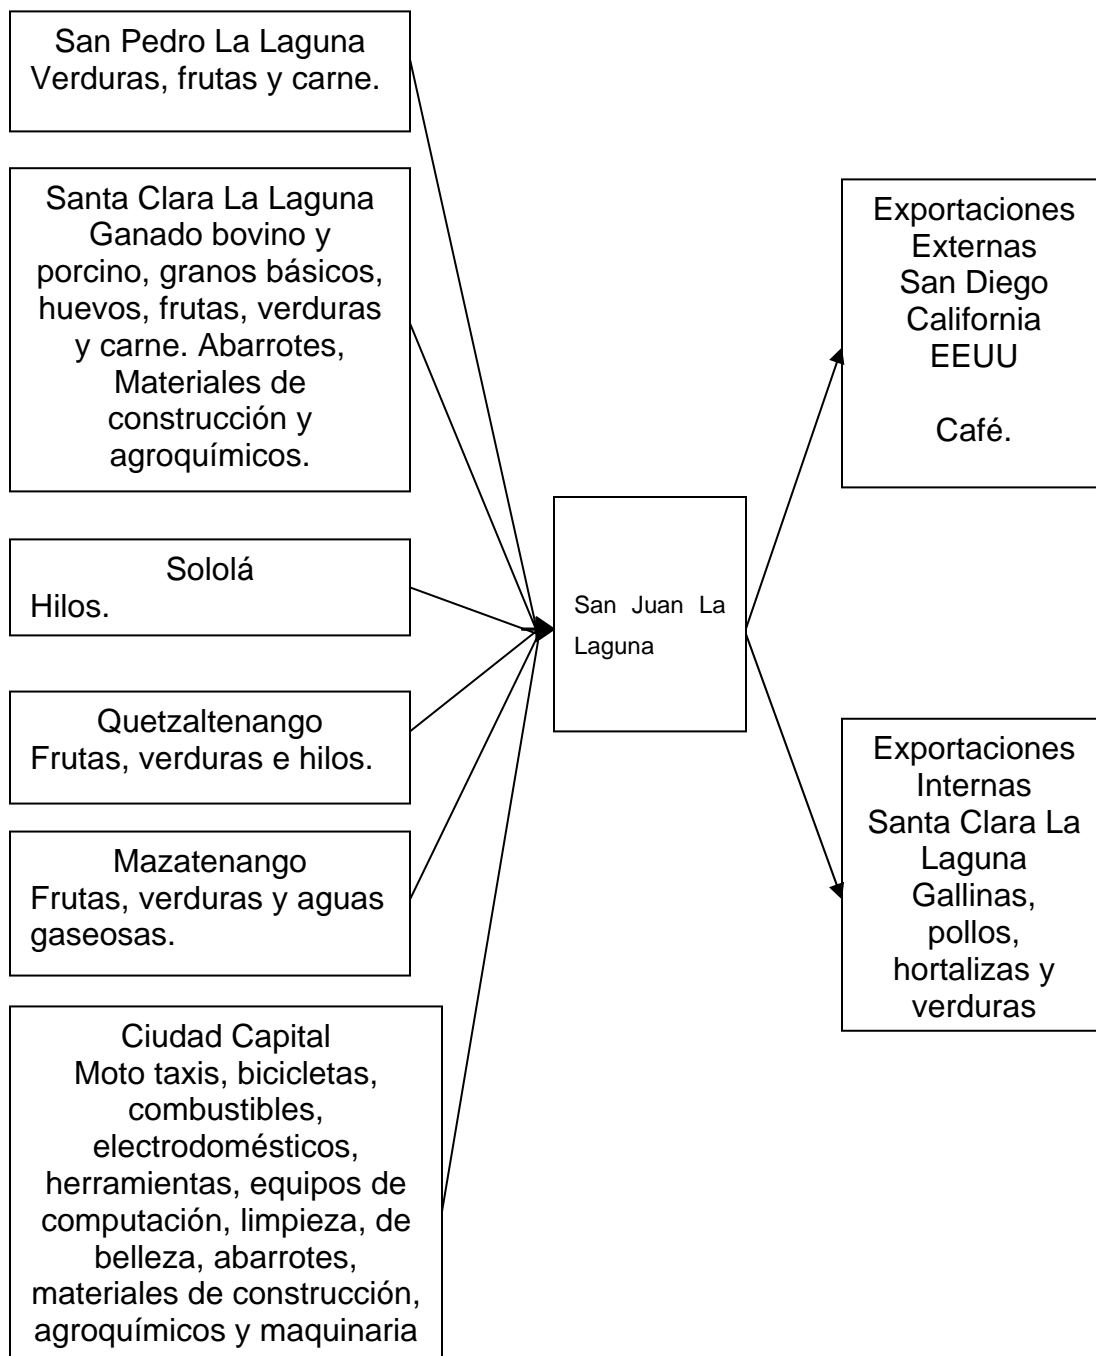 San Pedro La Laguna
Verduras, frutas y carne.
Santa Clara La Laguna
Ganado bovino y
porcino, granos básicos,
huevos, frutas, verduras
y carne. Abarrotes,
Materiales de
construcción y
agroquímicos.
Sololá
Hilos.
Quetzaltenango
Frutas, verduras e hilos.
Mazatenango
Frutas, verduras y aguas
gaseosas.
Ciudad Capital
Moto taxis, bicicletas,
combustibles,
electrodomésticos,
herramientas, equipos de
computación, limpieza, de
belleza, abarrotes,
materiales de construcción,
agroquímicos y maquinaria
San Juan La
Laguna
Exportaciones
Externas
San Diego
California
EEUU
Café.
Exportaciones
Internas
Santa Clara La
Laguna
Gallinas,
pollos,
hortalizas y
verduras